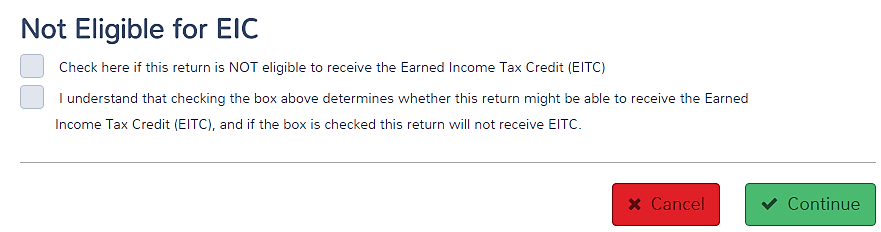 Not Eligible for EIC
Check here if this return is NOT eligible to receive the Earned Income Tax Credit (EITC)
I understand that checking the box above determines whether this return might be able to receive the Earned
Income Tax Credit (EITC), and if the box is checked this return will not receive EITC.
Cancel
Continue